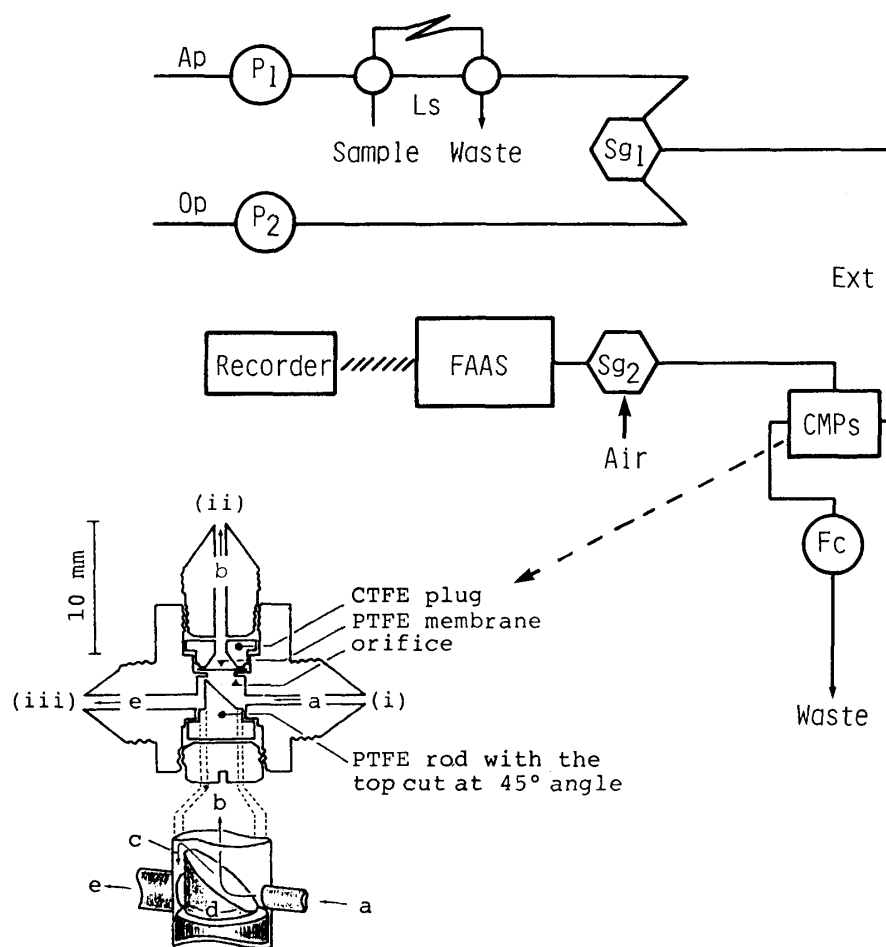 Ap
P1
Ls
Sample
Waste
Sg1
Op
P2
Ext
Recorder
FAAS
Sg2
CMPs
Air
(ii)
Fc
10 mm
b
CTFE plug
PTFE membrane
orifice
(iii)
e
a
(i)
Waste
PTFE rod with the
top cut at 45° angle
b
c
e
d
a